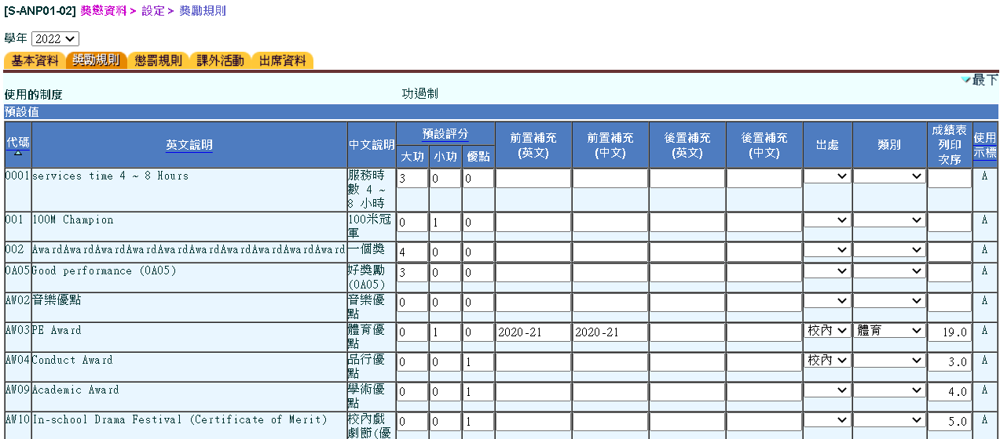 [S-ANP01-02] 獎懲資料 > 設定 > 獎勵規則
學年 2022
基本資料 獎勵規則 懲罰規則 課外活動 出席資料
最下
使用的制度 功過制
預設值
代碼 英文說明 中文說明 預設評分 大功 小功 優點 前置補充 (英文) 前置補充 (中文) 後置補充 (英文) 後置補充 (中文) 出處 類別 成績表 列印 次序 使用 示標
0001 services time 4 ~ 8 Hours 服務時 3 0 0 A
數 4 ~
8 小時
001 100M Champion 100米冠 0 1 0 A
軍
002 AwardAwardAwardAwardAwardAwardAwardAwardAwardAward 一個獎 4 0 0 A
0A05 Good performance (0A05) 好獎勵 3 0 0 A
(0A05)
AW02 音樂優點 音樂優 0 0 0 A
點
AW03 PE Award 體育優 0 1 0 2020-21 2020-21 校內 體育 19.0 A
點
AW04 Conduct Award 品行優 0 0 1 校內 3.0 A
點
AW09 Academic Award 學術優 0 0 1 4.0 A
點
AW10 In-school Drama Festival (Certificate of Merit) 校內戲 0 0 1 5.0 A
劇節(優